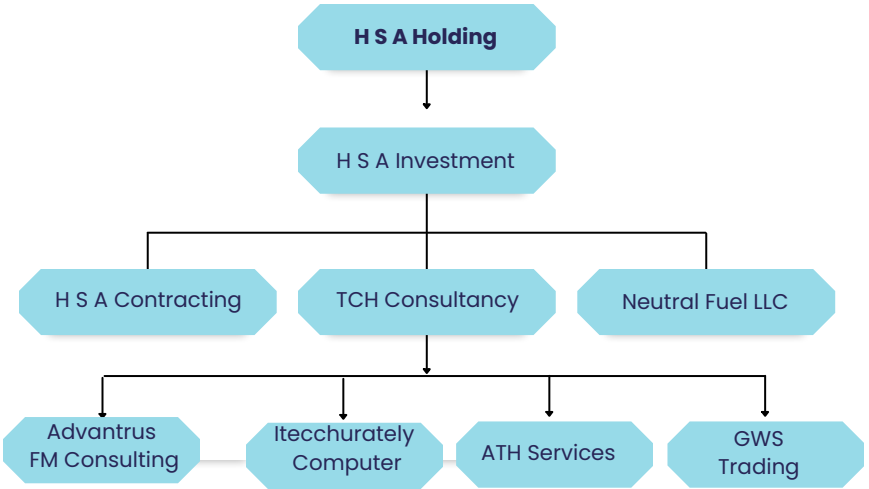 H S A Holding
H S A Investment
H S A Contracting
TCH Consultancy
Neutral Fuel LLC
Advantrus
FM Consulting
Itecchurately
Computer
ATH Services
GWS
Trading